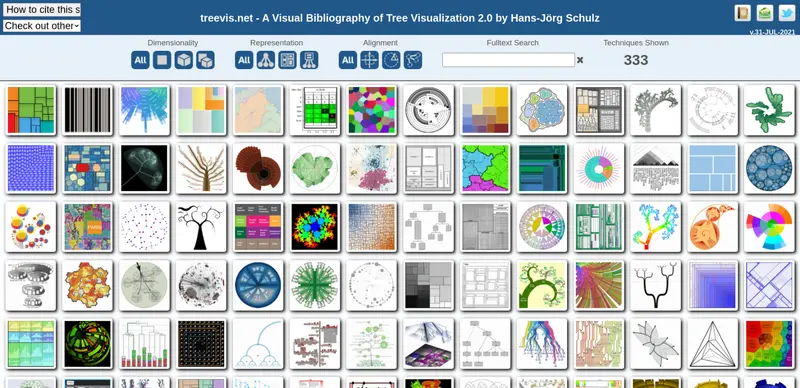 How to cite this s
Check out other
treevis.net - A Visual Bibliography of Tree Visualization 2.0 by Hans-Jörg Schulz
v.31-JUL-2021
Dimensionality
Representation
Alignment
Fulltext Search
Techniques Shown
All
All
All
333